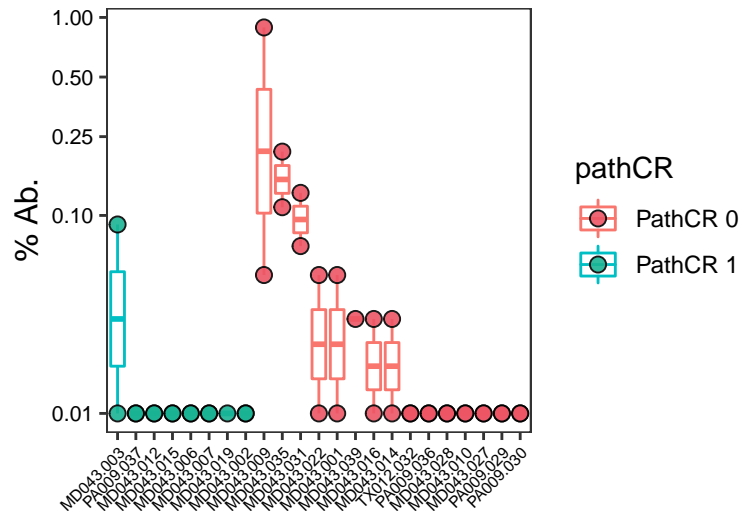 1.00
0.50
0.25
0.10
0.01
% Ab.
MD043.003
PA009.037
MD043.012
MD043.015
MD043.006
MD043.007
MD043.019
MD043.002
MD043.009
MD043.035
MD043.031
MD043.022
MD043.001
MD043.039
MD043.016
MD043.014
TX012.032
PA009.036
MD043.028
MD043.010
MD043.027
PA009.029
PA009.030
pathCR
PathCR 0
PathCR 1